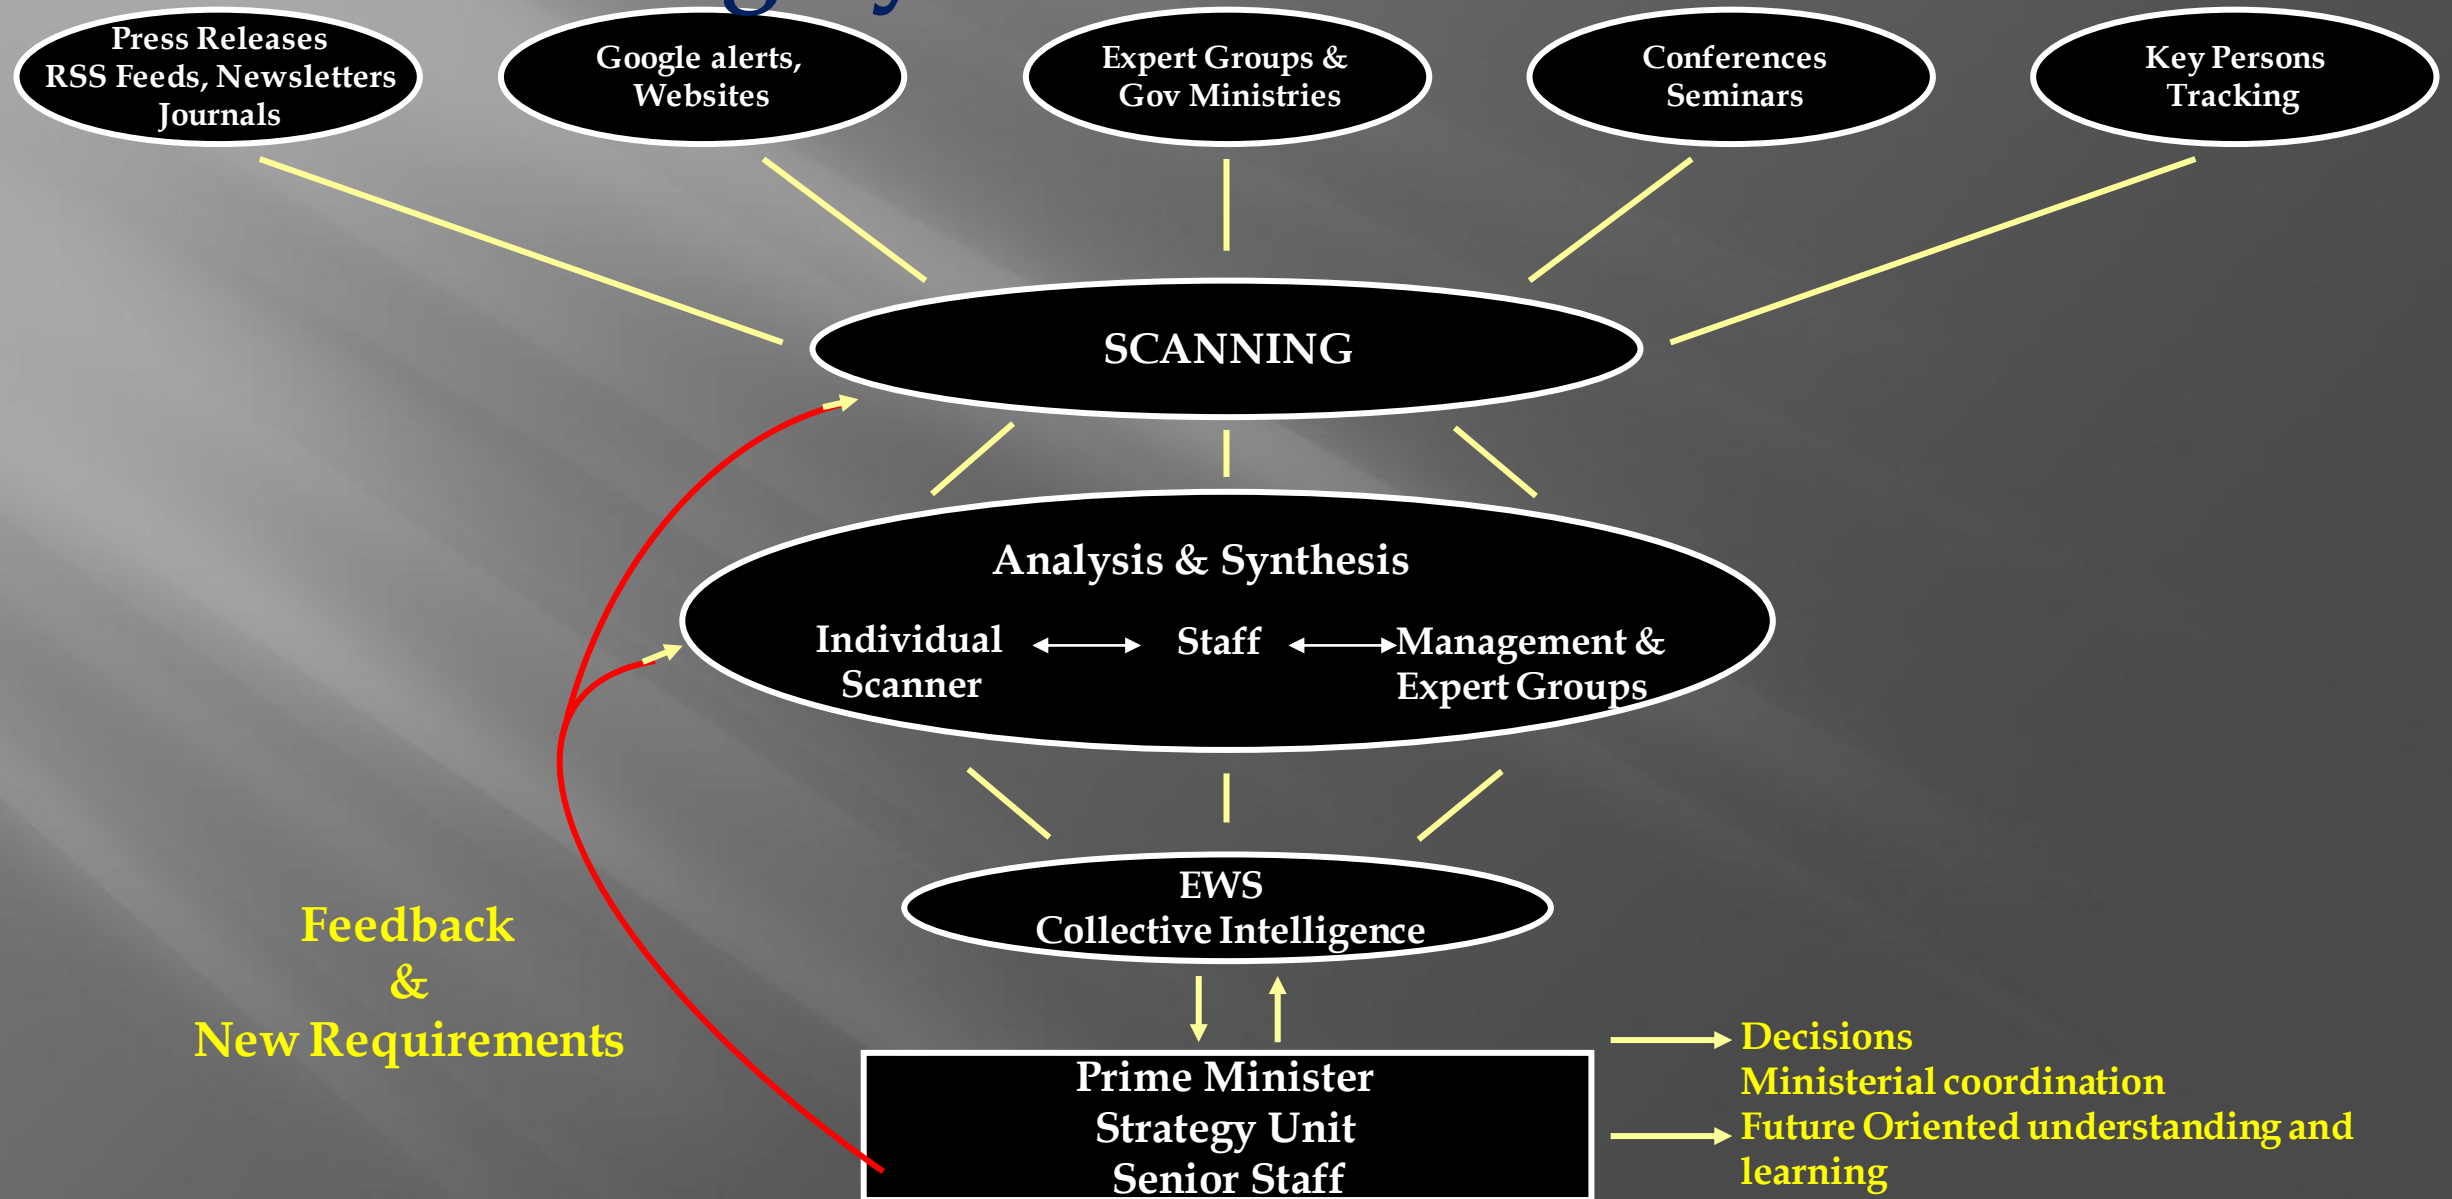 Press Releases
RSS Feeds, Newsletters
Journals
Google alerts,
Websites
Expert Groups &
Gov Ministries
Conferences
Seminars
Key Persons
Tracking
SCANNING
Analysis & Synthesis
Individual
Scanner
Staff
Management &
Expert Groups
EWS
Collective Intelligence
Feedback
&
New Requirements
Prime Minister
Strategy Unit
Senior Staff
Decisions
Ministerial coordination
Future Oriented understanding and
learning